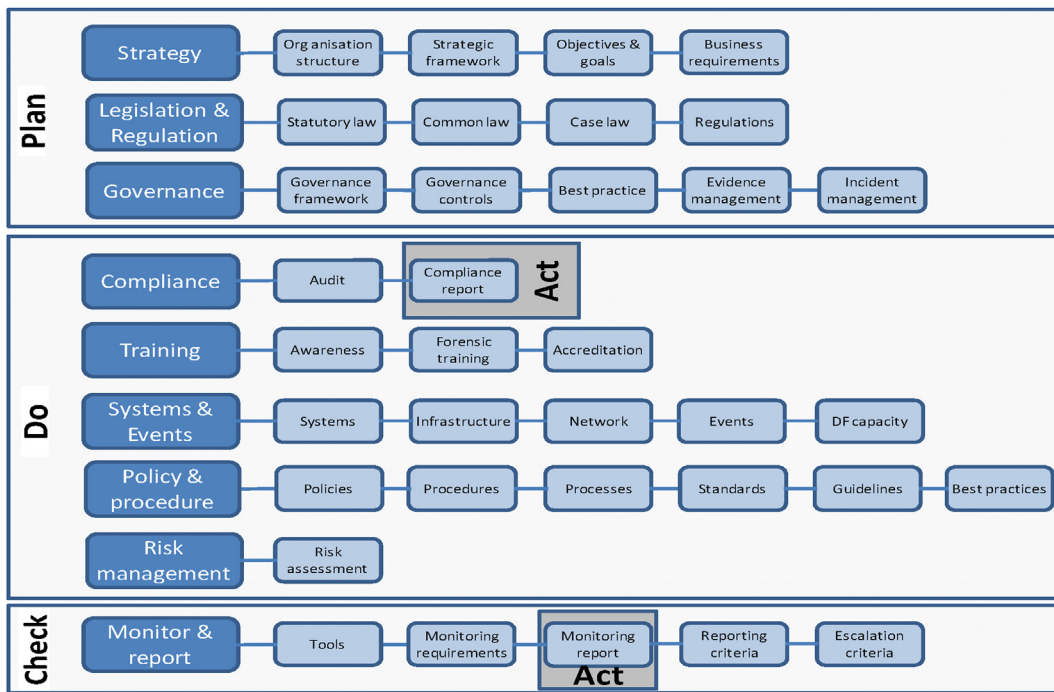 Plan
Strategy
Organisation
structure
Strategic
framework
Objectives &
goals
Business
requirements
Legislation &
Regulation
Statutory law
Common law
Case law
Regulations
Governance
Governance
framework
Governance
controls
Best practice
Evidence
management
Incident
management
Do
Compliance
Audit
Compliance
report
Act
Training
Awareness
Forensic
training
Accreditation
Systems &
Events
Systems
Infrastructure
Network
Events
DF capacity
Policy &
procedure
Policies
Procedures
Processes
Standards
Guidelines
Best practices
Risk
management
Risk
assessment
Check
Monitor &
report
Tools
Monitoring
requirements
Monitoring
report
Act
Reporting
criteria
Escalation
criteria